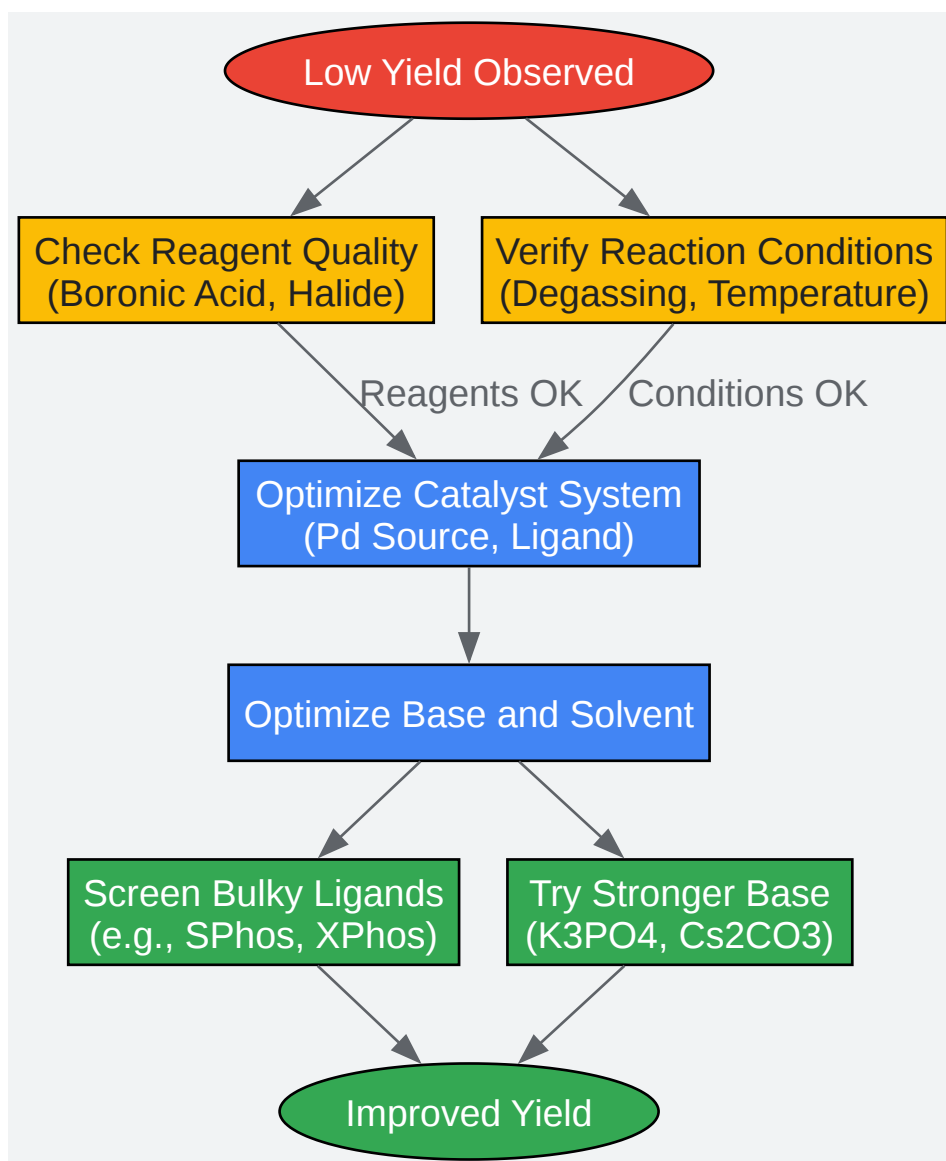 Low Yield Observed
Check Reagent Quality
(Boronic Acid, Halide)
Verify Reaction Conditions
(Degassing, Temperature)
Reagents OK
Conditions OK
Optimize Catalyst System
(Pd Source, Ligand)
Optimize Base and Solvent
Screen Bulky Ligands
(e.g., SPhos, XPhos)
Try Stronger Base
(K3PO4, Cs2CO3)
Improved Yield